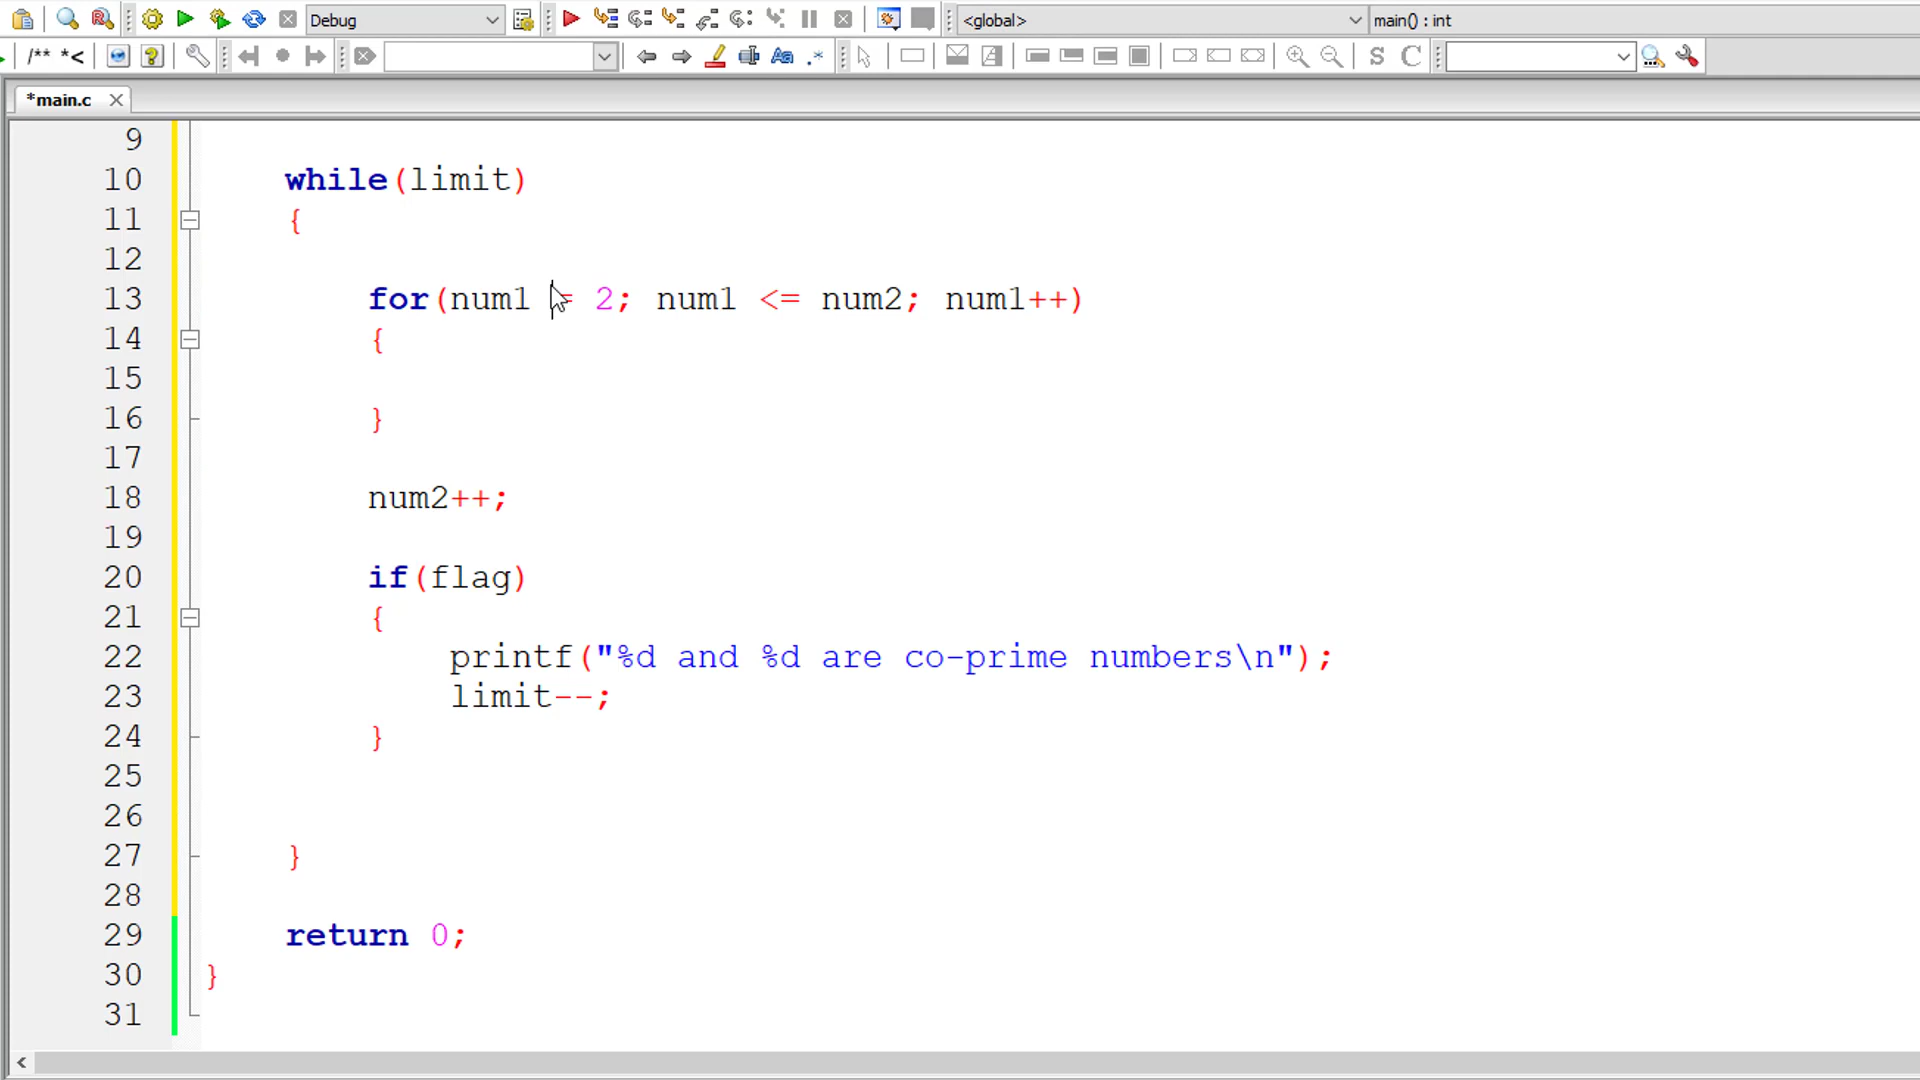 Debug
<global>
main() : int
/** *<
Aa
.*
S
C
*main.c
9
10 while(limit)
11 {
12
13 for(num1 = 2; num1 <= num2; num1++)
14 {
15
16 }
17
18 num2++;
19
20 if(flag)
21 {
22 printf("%d and %d are co-prime numbers\n");
23 limit--;
24 }
25
26
27 }
28
29 return 0;
30 }
31